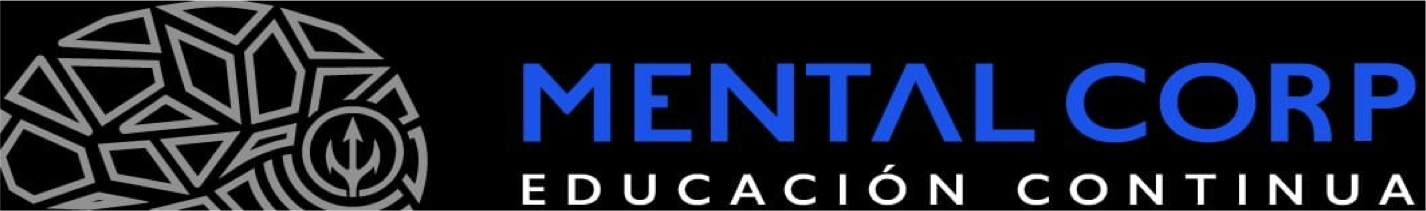 MENTAL CORP
EDUCACIÓN CONTINUA